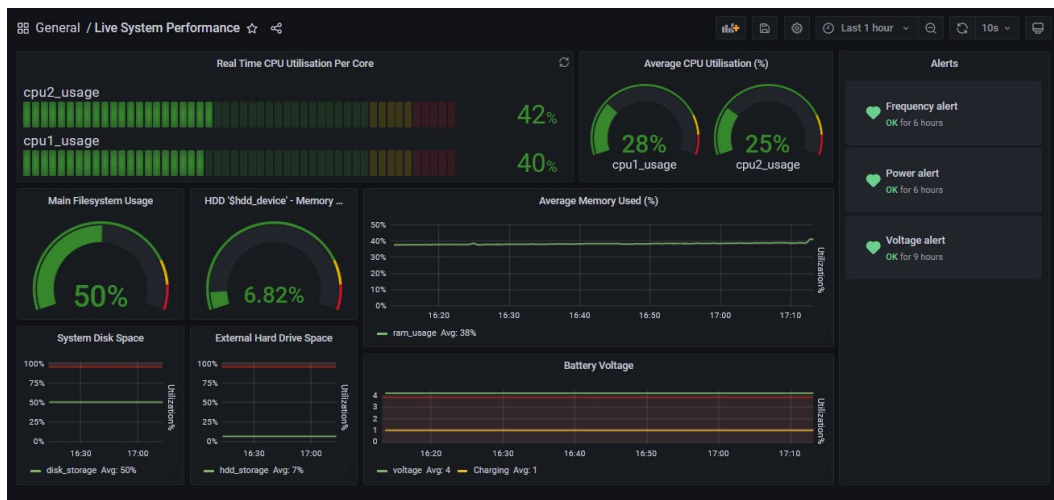 General / Live System Performance
Last 1 hour
10s
Real Time CPU Utilisation Per Core
cpu2_usage
42%
cpu1_usage
40%
Average CPU Utilisation (%)
28%
cpu1_usage
25%
cpu2_usage
Alerts
Frequency alert
OK for 6 hours
Power alert
OK for 6 hours
Voltage alert
OK for 9 hours
Main Filesystem Usage
50%
HDD '$hdd_device' - Memory ...
6.82%
Average Memory Used (%)
50%
40%
30%
20%
10%
0%
16:20 16:30 16:40 16:50 17:00 17:10
Utilization%
ram_usage Avg: 38%
System Disk Space
100%
75%
50%
25%
0%
16:30 17:00
Utilization%
disk_storage Avg: 50%
External Hard Drive Space
100%
75%
50%
25%
0%
16:30 17:00
Utilization%
hdd_storage Avg: 7%
Battery Voltage
4
3
2
1
0
16:20 16:30 16:40 16:50 17:00 17:10
Utilization%
voltage Avg: 4 Charging Avg: 1